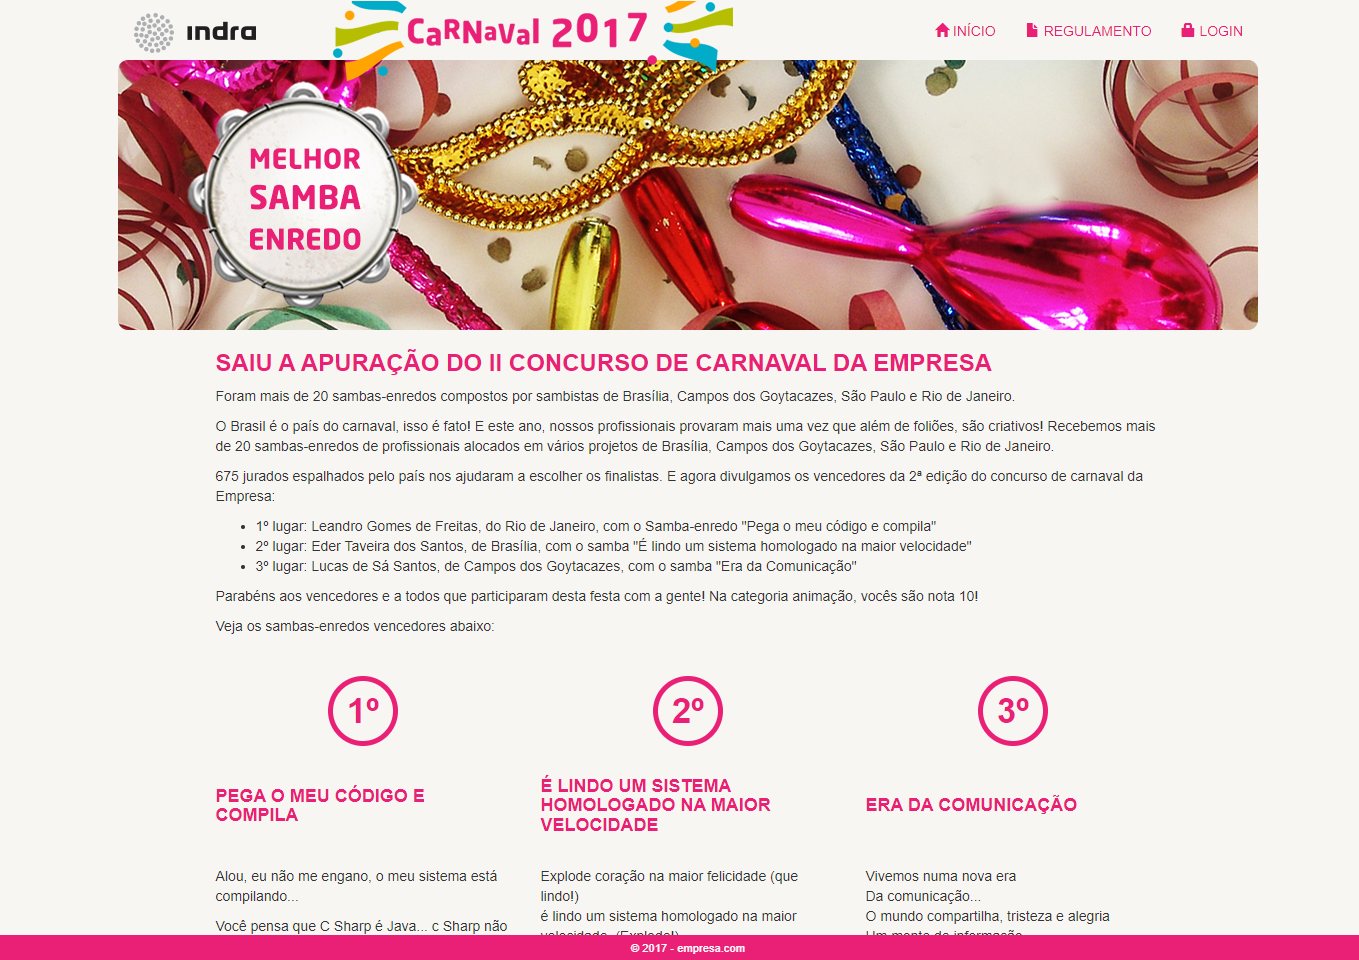 indra
CaRNaVal 2017
INÍCIO
REGULAMENTO
LOGIN
MELHOR
SAMBA
ENREDO
SAIU A APURAÇÃO DO II CONCURSO DE CARNAVAL DA EMPRESA
Foram mais de 20 sambas-enredos compostos por sambistas de Brasília, Campos dos Goytacazes, São Paulo e Rio de Janeiro.
O Brasil é o país do carnaval, isso é fato! E este ano, nossos profissionais provaram mais uma vez que além de foliões, são criativos! Recebemos mais
de 20 sambas-enredos de profissionais alocados em vários projetos de Brasília, Campos dos Goytacazes, São Paulo e Rio de Janeiro.
675 jurados espalhados pelo país nos ajudaram a escolher os finalistas. E agora divulgamos os vencedores da 2ª edição do concurso de carnaval da
Empresa:
• 1º lugar: Leandro Gomes de Freitas, do Rio de Janeiro, com o Samba-enredo "Pega o meu código e compila"
• 2º lugar: Eder Taveira dos Santos, de Brasília, com o samba "É lindo um sistema homologado na maior velocidade"
• 3º lugar: Lucas de Sá Santos, de Campos dos Goytacazes, com o samba "Era da Comunicação"
Parabéns aos vencedores e a todos que participaram desta festa com a gente! Na categoria animação, vocês são nota 10!
Veja os sambas-enredos vencedores abaixo:
1º
PEGA O MEU CÓDIGO E
COMPILA
Alou, eu não me engano, o meu sistema está
compilando...
Você pensa que C Sharp é Java... c Sharp não
2º
É LINDO UM SISTEMA
HOMOLOGADO NA MAIOR
VELOCIDADE
Explode coração na maior felicidade (que
lindo!)
é lindo um sistema homologado na maior
velocidade. (Explode!)
3º
ERA DA COMUNICAÇÃO
Vivemos numa nova era
Da comunicação...
O mundo compartilha, tristeza e alegria
Um monte de informação
© 2017 - empresa.com